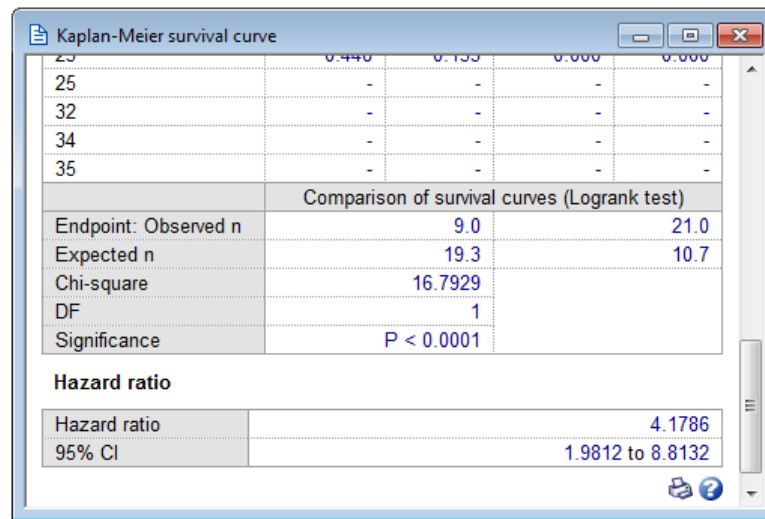 Kaplan-Meier survival curve
25 - - - -
32 - - - -
34 - - - -
35 - - - -
Comparison of survival curves (Logrank test)
Endpoint: Observed n 9.0 21.0
Expected n 19.3 10.7
Chi-square 16.7929
DF 1
Significance P < 0.0001
Hazard ratio
Hazard ratio 4.1786
95% CI 1.9812 to 8.8132